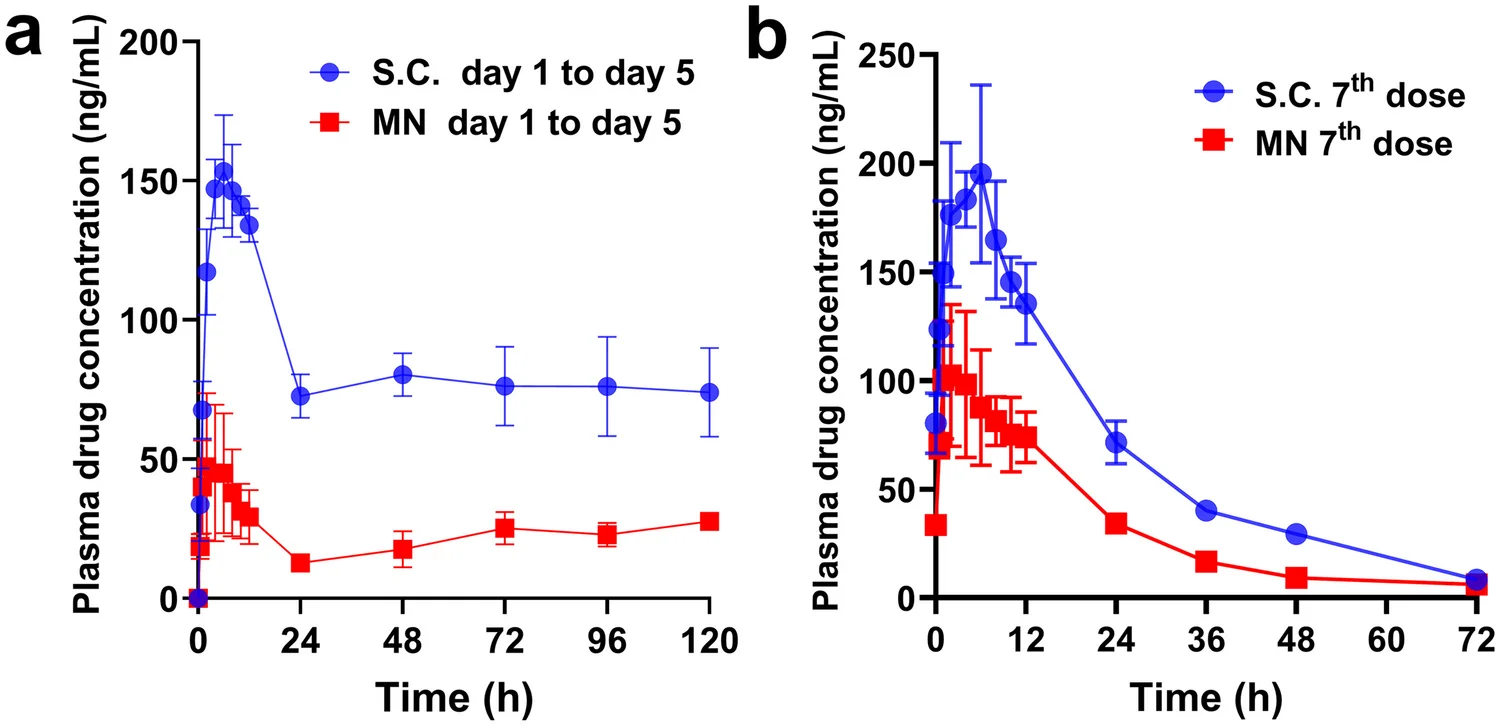 a
Plasma drug concentration (ng/mL)
200
150
100
50
0
S.C. day 1 to day 5
MN day 1 to day 5
0 24 48 72 96 120
Time (h)
b
Plasma drug concentration (ng/mL)
250
200
150
100
50
0
S.C. 7th dose
MN 7th dose
0 12 24 36 48 60 72
Time (h)